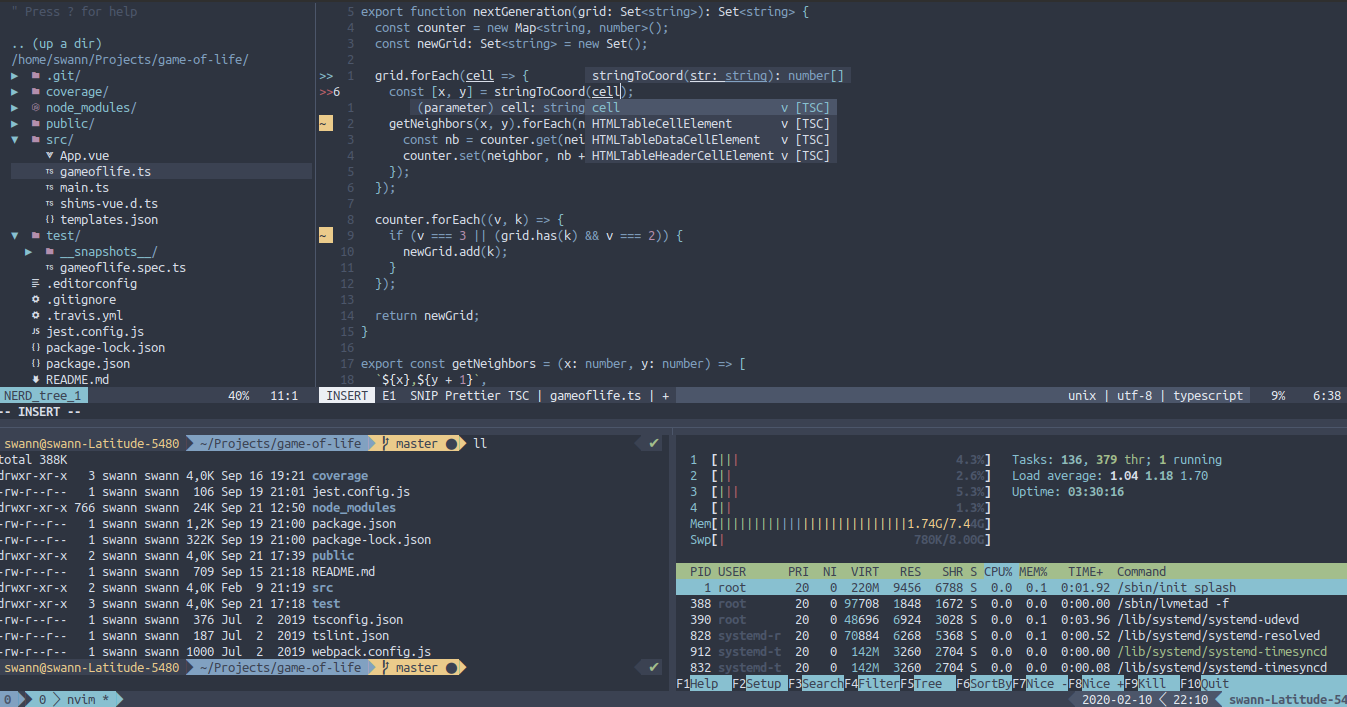 " Press ? for help
.. (up a dir)
/home/swann/Projects/game-of-life/
▶ .git/
▶ coverage/
▶ node_modules/
▶ public/
▼ src/
App.vue
TS gameoflife.ts
TS main.ts
TS shims-vue.d.ts
{} templates.json
▼ test/
▶ __snapshots__/
TS gameoflife.spec.ts
.editorconfig
.gitignore
.travis.yml
JS jest.config.js
{} package-lock.json
{} package.json
README.md
NERD_tree_1 40% 11:1
5 export function nextGeneration(grid: Set<string>): Set<string> {
4 const counter = new Map<string, number>();
3 const newGrid: Set<string> = new Set();
2
>> 1 grid.forEach(cell => { stringToCoord(str: string): number[]
>>6 const [x, y] = stringToCoord(cell);
1 (parameter) cell: string cell v [TSC]
~ 2 getNeighbors(x, y).forEach(n HTMLTableCellElement v [TSC]
3 const nb = counter.get(nei HTMLTableDataCellElement v [TSC]
4 counter.set(neighbor, nb + HTMLTableHeaderCellElement v [TSC]
5 });
6 });
7
8 counter.forEach((v, k) => {
~ 9 if (v === 3 || (grid.has(k) && v === 2)) {
10 newGrid.add(k);
11 }
12 });
13
14 return newGrid;
15 }
16
17 export const getNeighbors = (x: number, y: number) => [
18 `${x},${y + 1}`,
INSERT E1 SNIP Prettier TSC | gameoflife.ts | + unix | utf-8 | typescript 9% 6:38
-- INSERT --
swann@swann-Latitude-5480 ~/Projects/game-of-life master ● ll ✔
total 388K
drwxr-xr-x 3 swann swann 4,0K Sep 16 19:21 coverage
-rw-r--r-- 1 swann swann 106 Sep 19 21:01 jest.config.js
drwxr-xr-x 766 swann swann 24K Sep 21 12:50 node_modules
-rw-r--r-- 1 swann swann 1,2K Sep 19 21:00 package.json
-rw-r--r-- 1 swann swann 322K Sep 19 21:00 package-lock.json
drwxr-xr-x 2 swann swann 4,0K Sep 21 17:39 public
-rw-r--r-- 1 swann swann 709 Sep 15 21:18 README.md
drwxr-xr-x 2 swann swann 4,0K Feb 9 21:19 src
drwxr-xr-x 3 swann swann 4,0K Sep 21 17:18 test
-rw-r--r-- 1 swann swann 376 Jul 2 2019 tsconfig.json
-rw-r--r-- 1 swann swann 187 Jul 2 2019 tslint.json
-rw-r--r-- 1 swann swann 1000 Jul 2 2019 webpack.config.js
swann@swann-Latitude-5480 ~/Projects/game-of-life master ● ✔
1 [||| 4.3%] Tasks: 136, 379 thr; 1 running
2 [|| 2.6%] Load average: 1.04 1.18 1.70
3 [||| 5.3%] Uptime: 03:30:16
4 [|| 1.3%]
Mem[|||||||||||||||||||||||||||1.74G/7.44G]
Swp[| 780K/8.00G]
PID USER PRI NI VIRT RES SHR S CPU% MEM% TIME+ Command
1 root 20 0 220M 9456 6788 S 0.0 0.1 0:01.92 /sbin/init splash
388 root 20 0 97708 1848 1672 S 0.0 0.0 0:00.00 /sbin/lvmetad -f
390 root 20 0 48696 6924 3028 S 0.0 0.1 0:03.96 /lib/systemd/systemd-udevd
828 systemd-r 20 0 70884 6268 5368 S 0.0 0.1 0:00.52 /lib/systemd/systemd-resolved
912 systemd-t 20 0 142M 3260 2704 S 0.0 0.0 0:00.00 /lib/systemd/systemd-timesyncd
832 systemd-t 20 0 142M 3260 2704 S 0.0 0.0 0:00.08 /lib/systemd/systemd-timesyncd
F1Help F2Setup F3SearchF4FilterF5Tree F6SortByF7Nice -F8Nice +F9Kill F10Quit
0 0 nvim * 2020-02-10 22:10 swann-Latitude-54